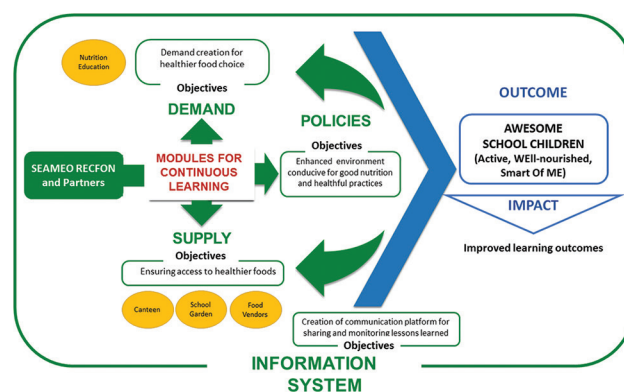 Nutrition
Education
Demand creation for
healthier food choice
Objectives
DEMAND
POLICIES
Objectives
Enhanced environment
conducive for good nutrition
and healthful practices
SEAMEO RECFON
and Partners
MODULES FOR
CONTINUOUS
LEARNING
SUPPLY
Objectives
Ensuring access to healthier foods
Canteen
School
Garden
Food
Vendors
Creation of communication platform for
sharing and monitoring lessons learned
Objectives
INFORMATION
SYSTEM
OUTCOME
AWESOME
SCHOOL CHILDREN
(Active, WEll-nourished,
Smart Of ME)
IMPACT
Improved learning outcomes